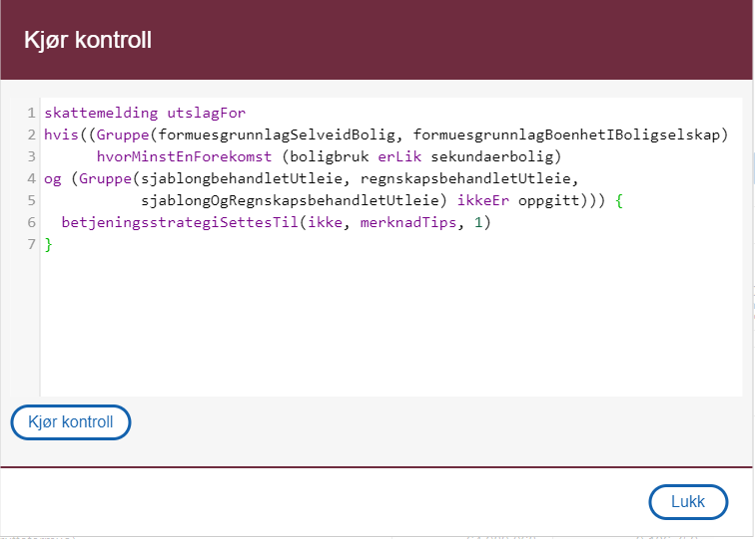 Kjør kontroll
1 skattemelding utslagFor
2 hvis((Gruppe(formuesgrunnlagSelveidBolig, formuesgrunnlagBoenhetIBoligselskap)
3       hvorMinstEnForekomst (boligbruk erLik sekundaerbolig)
4 og (Gruppe(sjablongbehandletUtleie, regnskapsbehandletUtleie,
5            sjablongOgRegnskapsbehandletUtleie) ikkeEr oppgitt))) {
6   betjeningsstrategiSettesTil(ikke, merknadTips, 1)
7 }
Kjør kontroll
Lukk